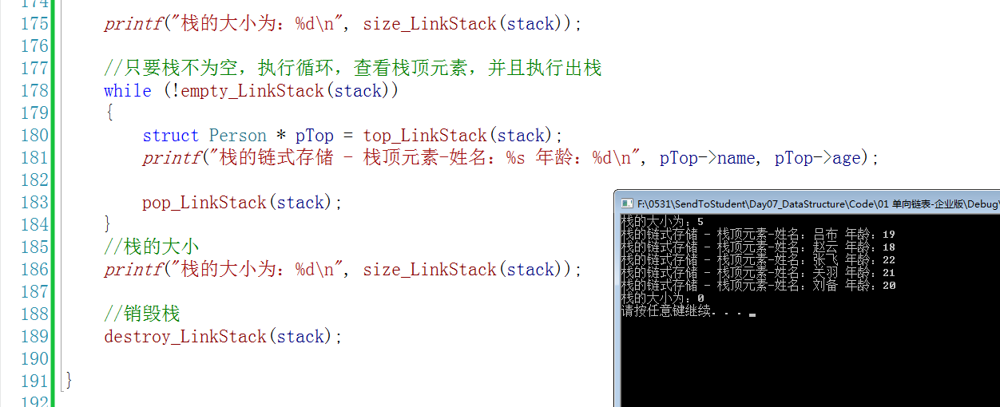 174
175 printf("栈的大小为：%d\n", size_LinkStack(stack));
176
177 //只要栈不为空，执行循环，查看栈顶元素，并且执行出栈
178 while (!empty_LinkStack(stack))
179 {
180 struct Person * pTop = top_LinkStack(stack);
181 printf("栈的链式存储 - 栈顶元素-姓名：%s 年龄：%d\n", pTop->name, pTop->age);
182
183 pop_LinkStack(stack);
184 }
185 //栈的大小
186 printf("栈的大小为：%d\n", size_LinkStack(stack));
187
188 //销毁栈
189 destroy_LinkStack(stack);
190
191 }
192
F:\0531\SendToStudent\Day07_DataStructure\Code\01 单向链表-企业版\Debug\
栈的大小为：5
栈的链式存储 - 栈顶元素-姓名：吕布 年龄：19
栈的链式存储 - 栈顶元素-姓名：赵云 年龄：18
栈的链式存储 - 栈顶元素-姓名：张飞 年龄：22
栈的链式存储 - 栈顶元素-姓名：关羽 年龄：21
栈的链式存储 - 栈顶元素-姓名：刘备 年龄：20
栈的大小为：0
请按任意键继续. . .